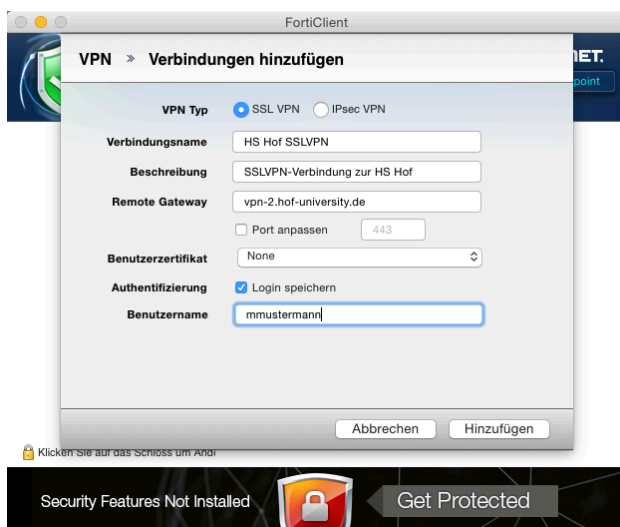 FortiClient
VPN » Verbindungen hinzufügen
NET.
point
VPN Typ SSL VPN IPsec VPN
Verbindungsname HS Hof SSLVPN
Beschreibung SSLVPN-Verbindung zur HS Hof
Remote Gateway vpn-2.hof-university.de
Port anpassen 443
Benutzerzertifikat None
Authentifizierung Login speichern
Benutzername mmustermann
Abbrechen Hinzufügen
Klicken Sie auf das Schloss um Ände
Security Features Not Installed Get Protected